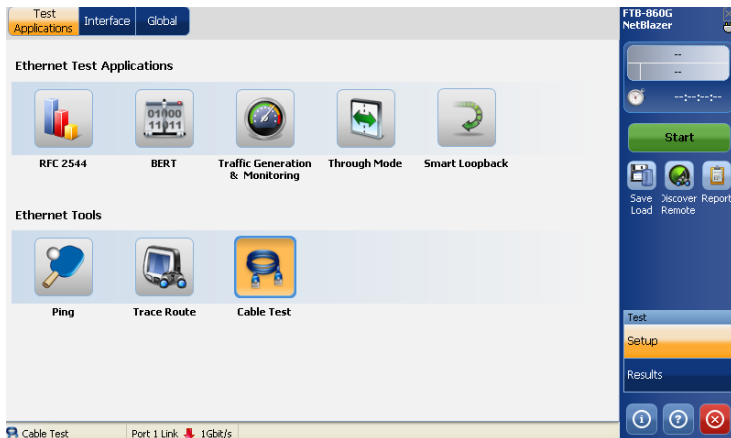 Test
Applications
Interface
Global
Ethernet Test Applications
01000
11011
RFC 2544
BERT
Traffic Generation
& Monitoring
Through Mode
Smart Loopback
Ethernet Tools
Ping
Trace Route
Cable Test
Cable Test
Port 1 Link
1Gbit/s
FTB-860G
NetBlazer
--
--
--:--:--:--
Start
Save
Load
Discover
Remote
Report
Test
Setup
Results